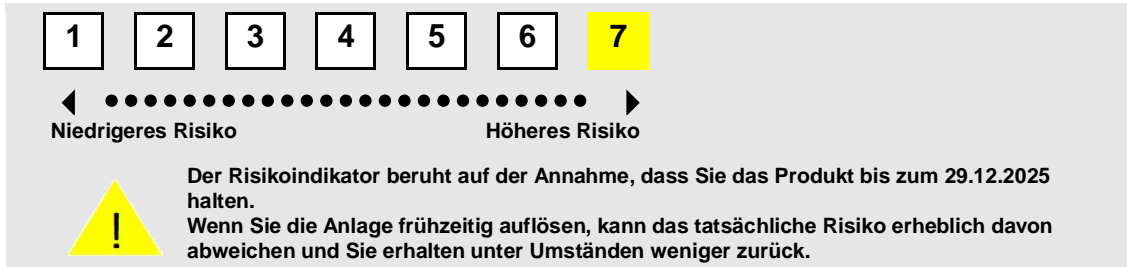 1 2 3 4 5 6 7
Niedrigeres Risiko Höheres Risiko
Der Risikoindikator beruht auf der Annahme, dass Sie das Produkt bis zum 29.12.2025
halten.
Wenn Sie die Anlage frühzeitig auflösen, kann das tatsächliche Risiko erheblich davon
abweichen und Sie erhalten unter Umständen weniger zurück.
!